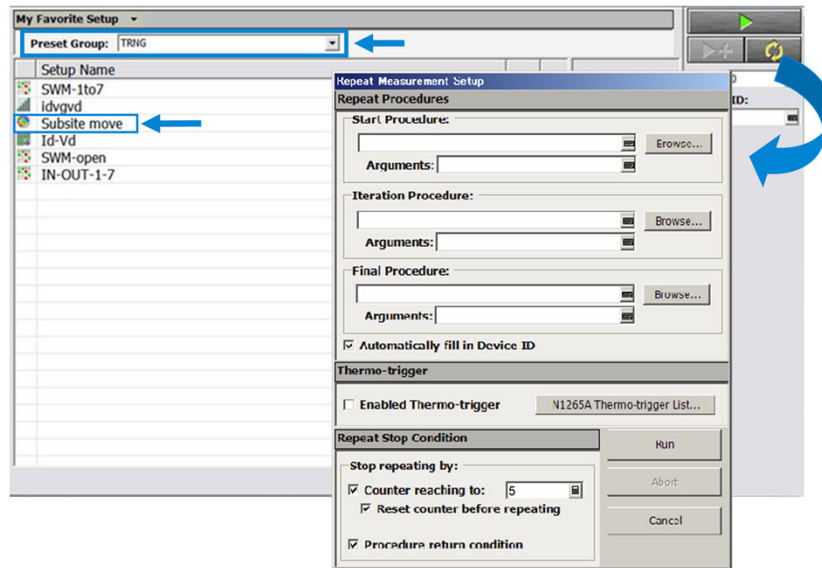 My Favorite Setup
Preset Group: TRNG
Setup Name
SWM-1to7
idvgvd
Subsite move
Id-Vd
SWM-open
IN-OUT-1-7
ID:
Repeat Measurement Setup
Repeat Procedures
Start Procedure:
Browse...
Arguments:
Iteration Procedure:
Browse...
Arguments:
Final Procedure:
Browse...
Arguments:
Automatically fill in Device ID
Thermo-trigger
Enabled Thermo-trigger
N1265A Thermo-trigger List...
Repeat Stop Condition
Run
Stop repeating by:
Counter reaching to: 5
Abort
Reset counter before repeating
Cancel
Procedure return condition